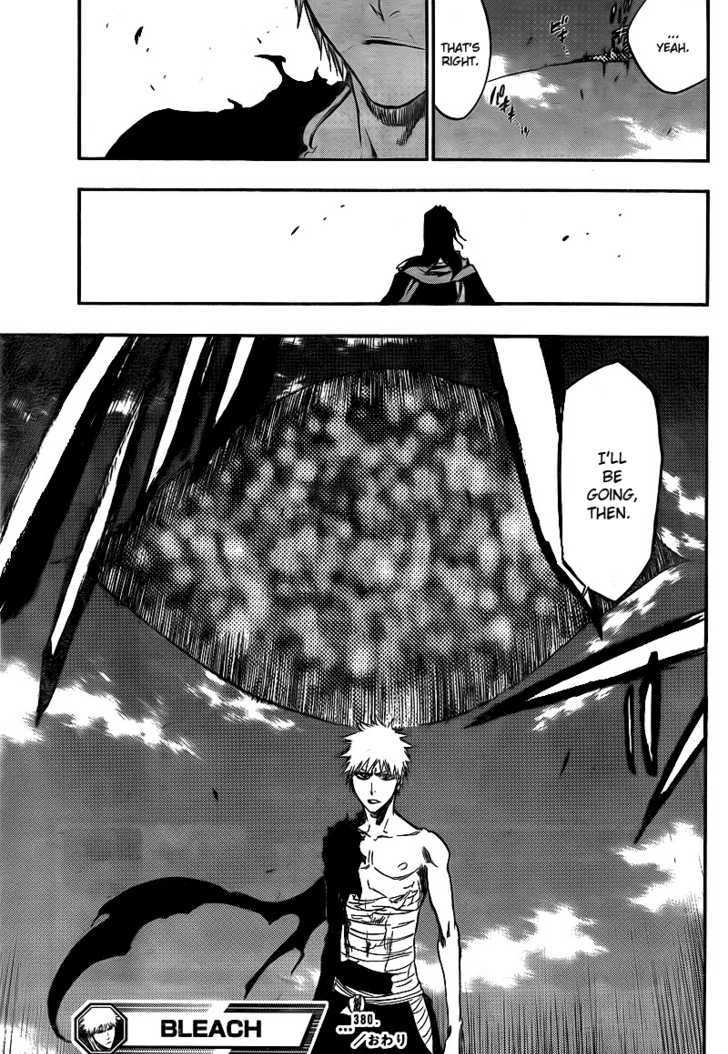 ...
YEAH.
THAT'S
RIGHT.
I'LL
BE
GOING,
THEN.
BLEACH
380.
...／おわり